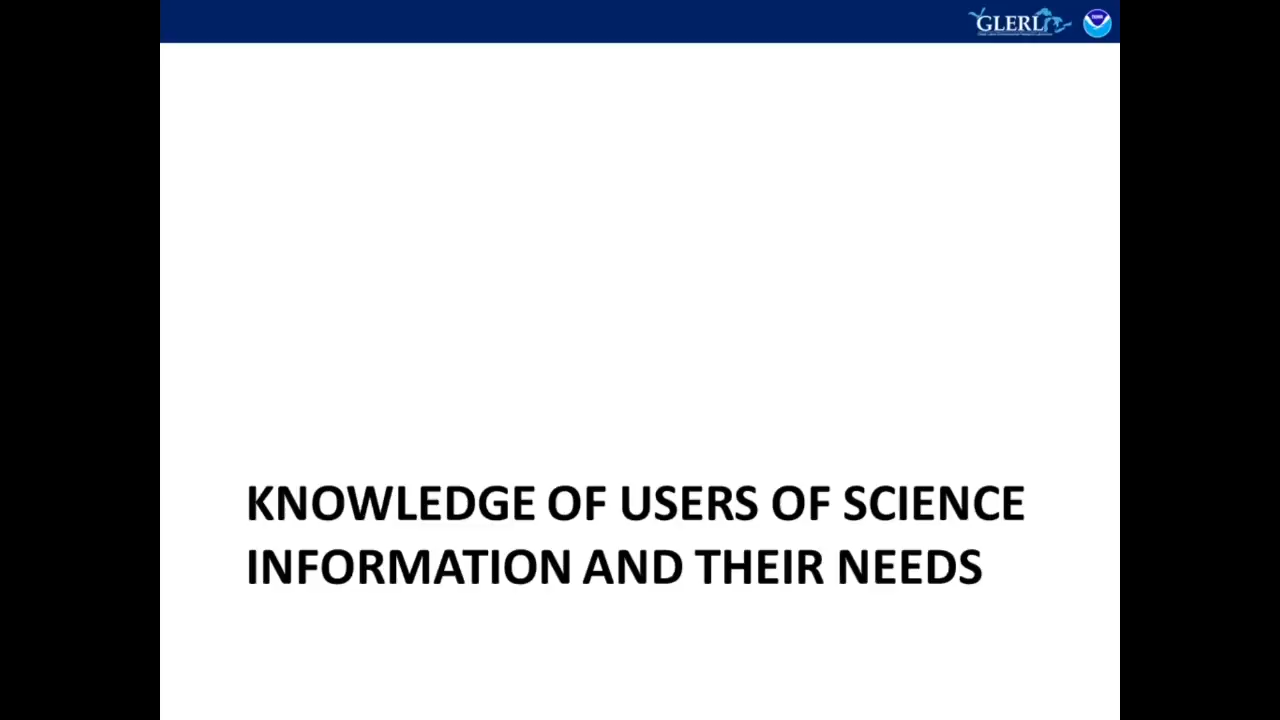 GLERL
KNOWLEDGE OF USERS OF SCIENCE
INFORMATION AND THEIR NEEDS